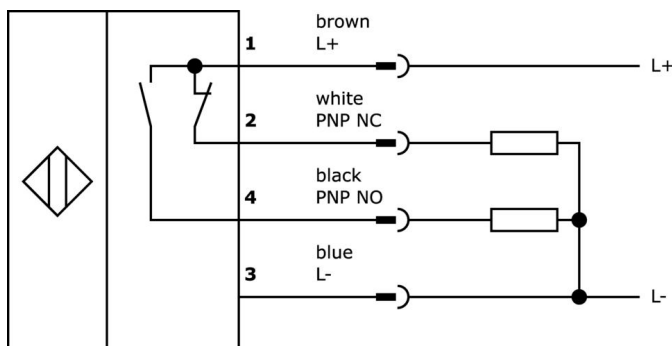 brown
1 L+ L+
white
2 PNP NC
black
4 PNP NO
blue
3 L- L-